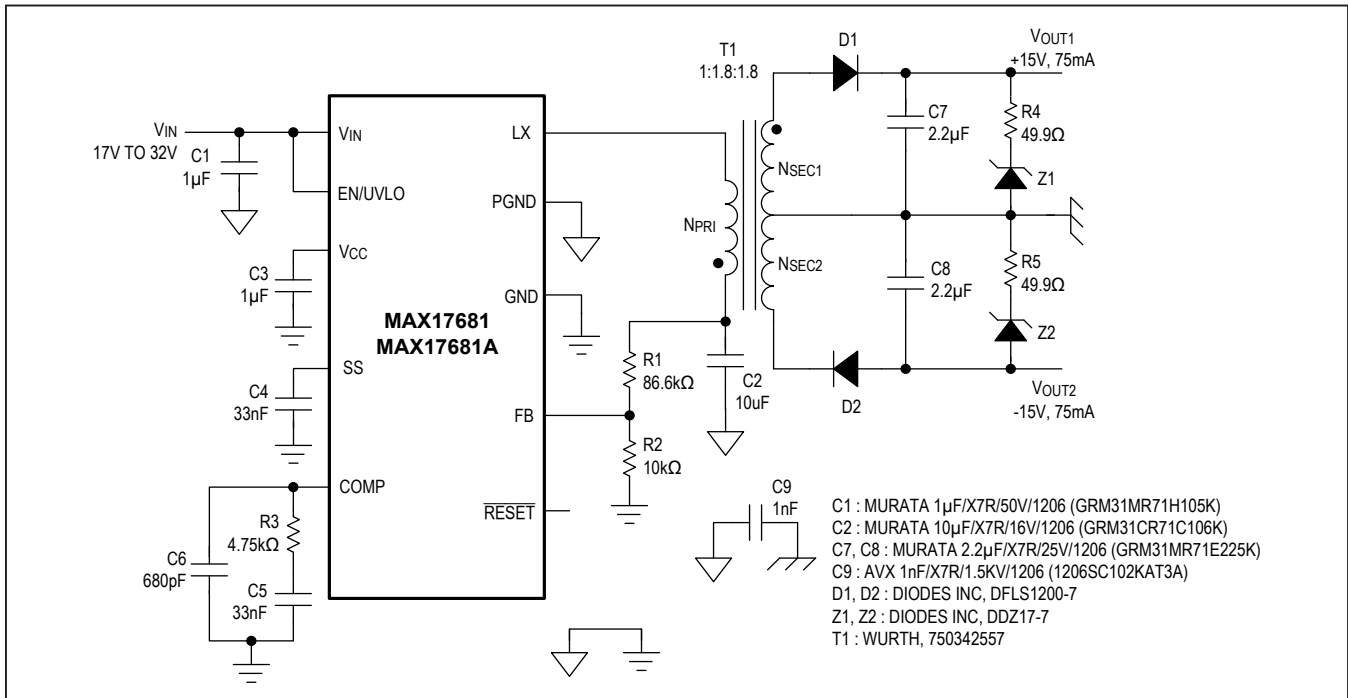 VIN
17V TO 32V
C1
1µF
VIN
EN/UVLO
VCC
C3
1µF
SS
C4
33nF
COMP
R3
4.75kΩ
C6
680pF
C5
33nF
MAX17681
MAX17681A
LX
PGND
GND
FB
RESET
T1
1:1.8:1.8
NPRI
NSEC1
NSEC2
R1
86.6kΩ
R2
10kΩ
C2
10uF
D1
D2
C7
2.2µF
C8
2.2µF
VOUT1
+15V, 75mA
R4
49.9Ω
Z1
R5
49.9Ω
Z2
VOUT2
-15V, 75mA
C9
1nF
C1 : MURATA 1µF/X7R/50V/1206 (GRM31MR71H105K)
C2 : MURATA 10µF/X7R/16V/1206 (GRM31CR71C106K)
C7, C8 : MURATA 2.2µF/X7R/25V/1206 (GRM31MR71E225K)
C9 : AVX 1nF/X7R/1.5KV/1206 (1206SC102KAT3A)
D1, D2 : DIODES INC, DFLS1200-7
Z1, Z2 : DIODES INC, DDZ17-7
T1 : WURTH, 750342557